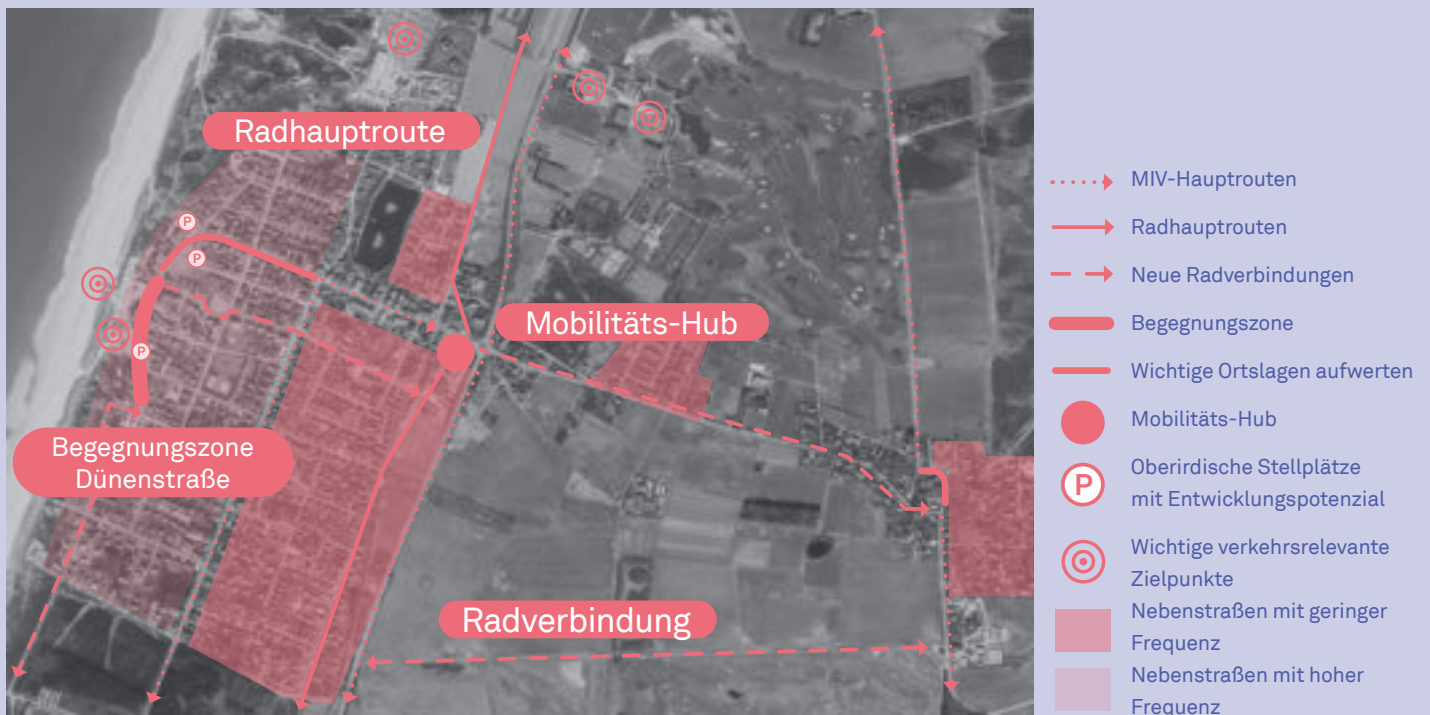 Radhauptroute
P
P
Mobilitäts-Hub
P
Begegnungszone
Dünenstraße
Radverbindung
MIV-Hauptrouten
Radhauptrouten
Neue Radverbindungen
Begegnungszone
Wichtige Ortslagen aufwerten
Mobilitäts-Hub
P
Oberirdische Stellplätze
mit Entwicklungspotenzial
Wichtige verkehrsrelevante
Zielpunkte
Nebenstraßen mit geringer
Frequenz
Nebenstraßen mit hoher
Frequenz